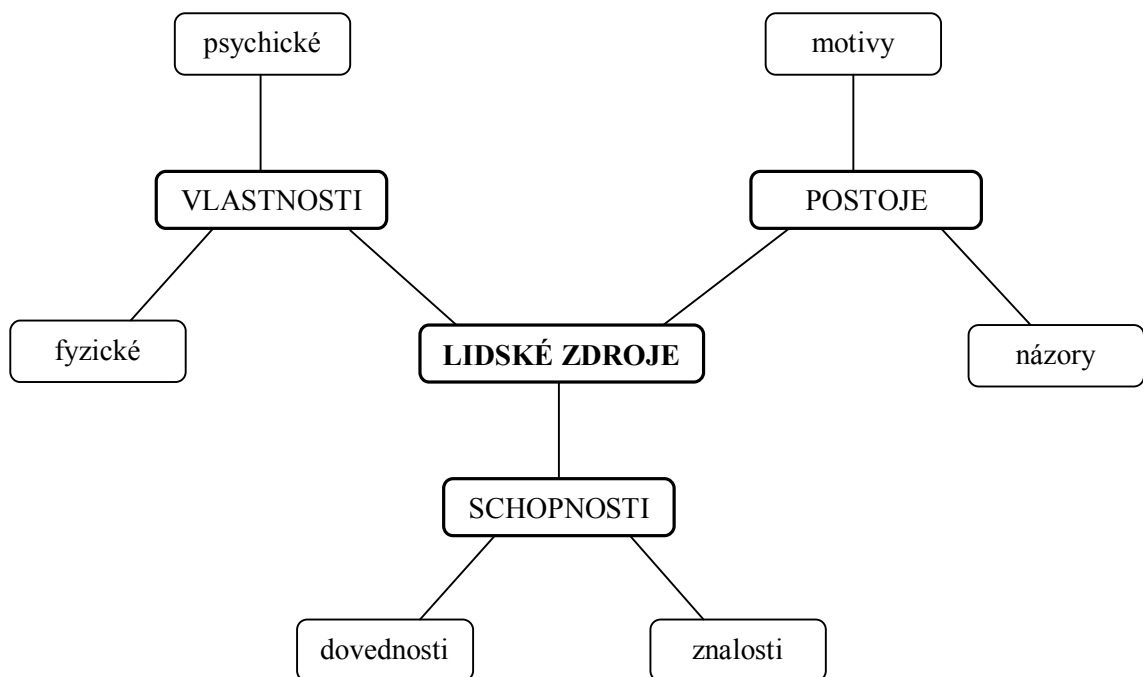 psychické
motivy
VLASTNOSTI
POSTOJE
fyzické
LIDSKÉ ZDROJE
názory
SCHOPNOSTI
dovednosti
znalosti